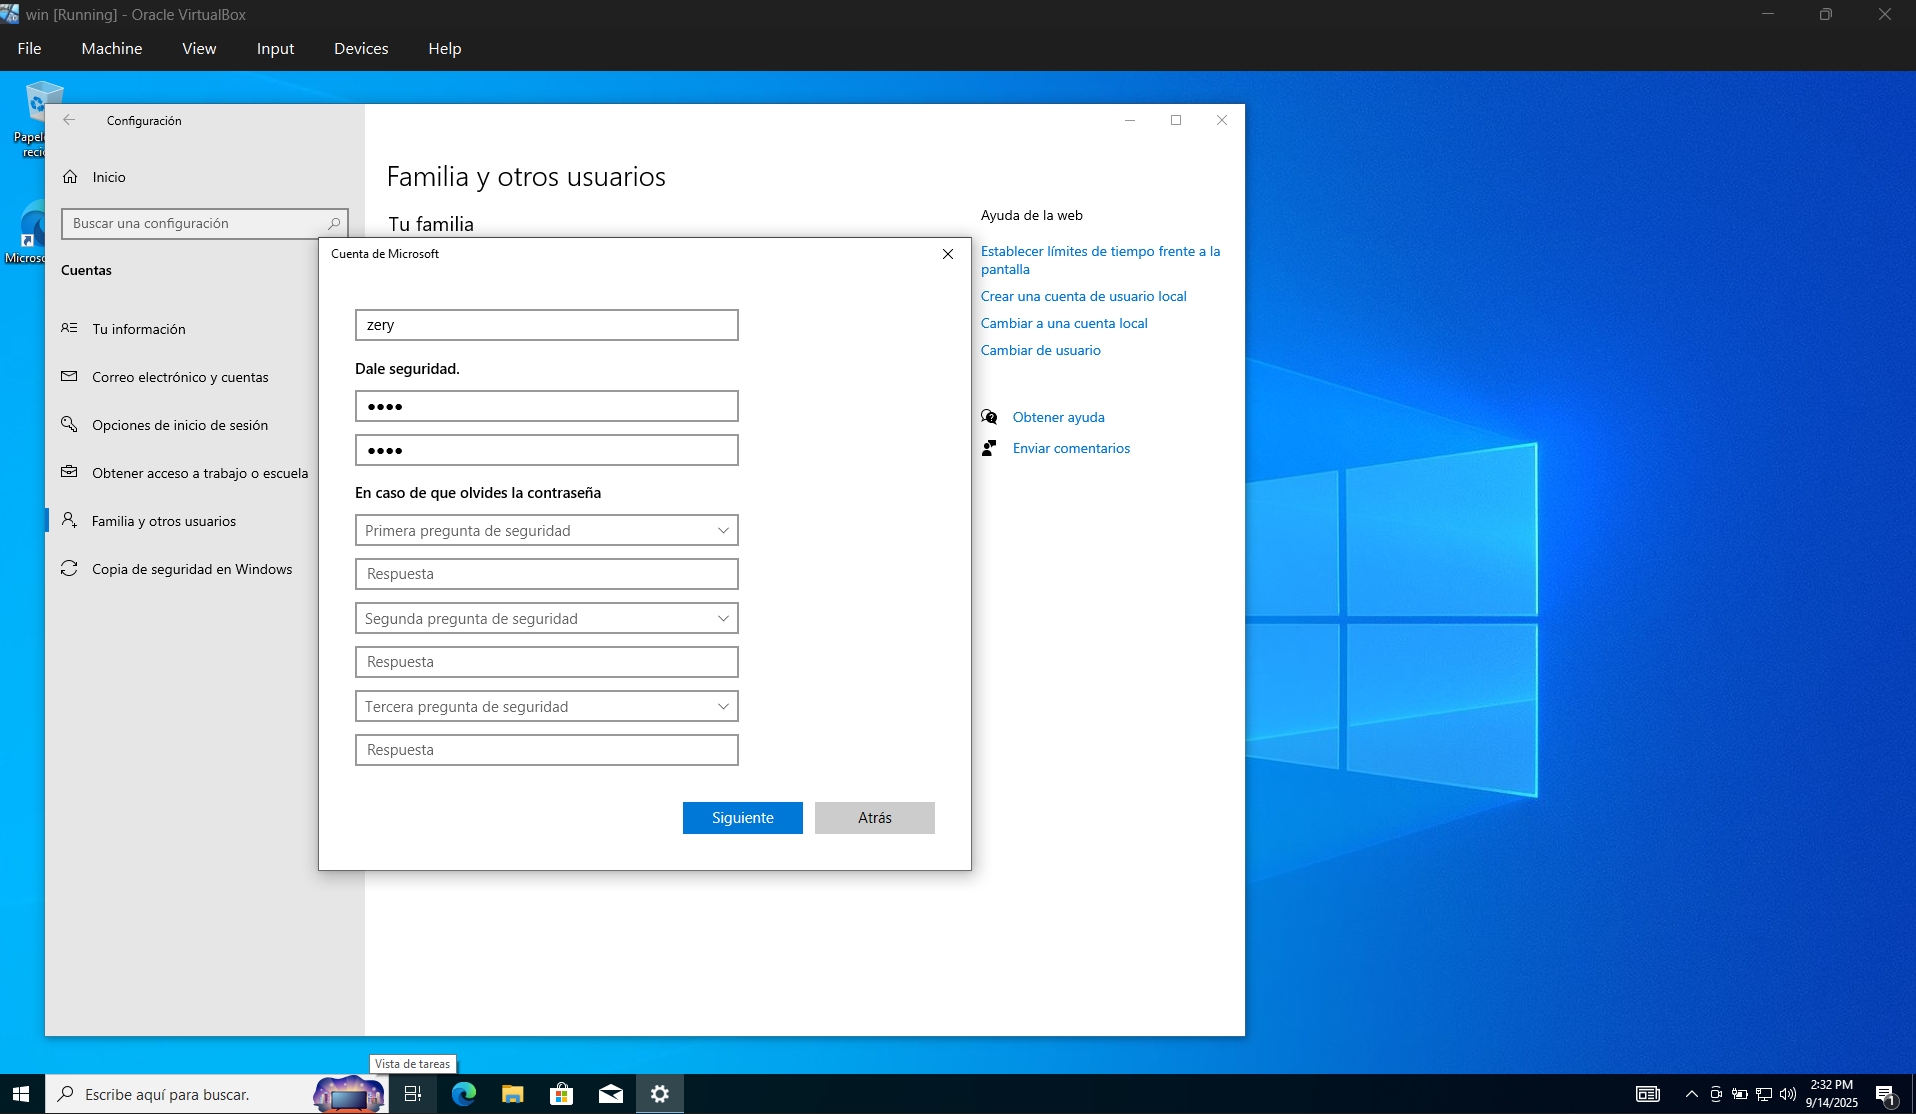 win [Running] - Oracle VirtualBox
File Machine View Input Devices Help
Configuración
Inicio
Buscar una configuración
Cuentas
Tu información
Correo electrónico y cuentas
Opciones de inicio de sesión
Obtener acceso a trabajo o escuela
Familia y otros usuarios
Copia de seguridad en Windows
Familia y otros usuarios
Tu familia
Cuenta de Microsoft
zery
Dale seguridad.
••••
••••
En caso de que olvides la contraseña
Primera pregunta de seguridad
Respuesta
Segunda pregunta de seguridad
Respuesta
Tercera pregunta de seguridad
Respuesta
Siguiente Atrás
Ayuda de la web
Establecer límites de tiempo frente a la
pantalla
Crear una cuenta de usuario local
Cambiar a una cuenta local
Cambiar de usuario
Obtener ayuda
Enviar comentarios
Vista de tareas
Escribe aquí para buscar.
2:32 PM
9/14/2025
1